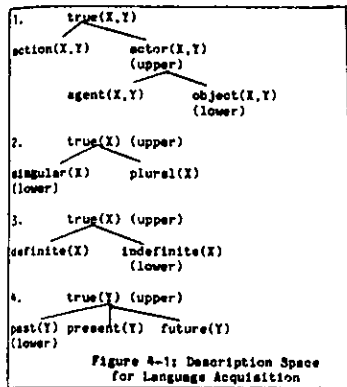 1. true(X,Y)
action(X,Y) actor(X,Y)
(upper)
agent(X,Y) object(X,Y)
(lower)
2. true(X) (upper)
singular(X) plural(X)
(lower)
3. true(X) (upper)
definite(X) indefinite(X)
(lower)
4. true(Y) (upper)
past(Y) present(Y) future(Y)
(lower)
Figure 4-1: Description Space
for Language Acquisition